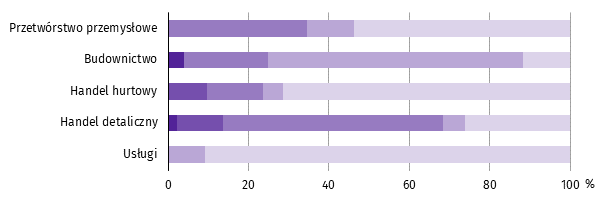 Przetwórstwo przemysłowe
Budownictwo
Handel hurtowy
Handel detaliczny
Usługi
0 20 40 60 80 100 %